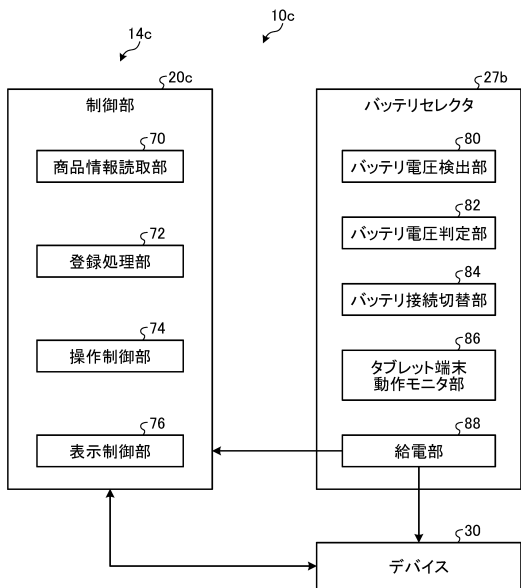 10c
14c
20c
制御部
70
商品情報読取部
72
登録処理部
74
操作制御部
76
表示制御部
27b
バッテリセレクタ
80
バッテリ電圧検出部
82
バッテリ電圧判定部
84
バッテリ接続切替部
86
タブレット端末
動作モニタ部
88
給電部
30
デバイス